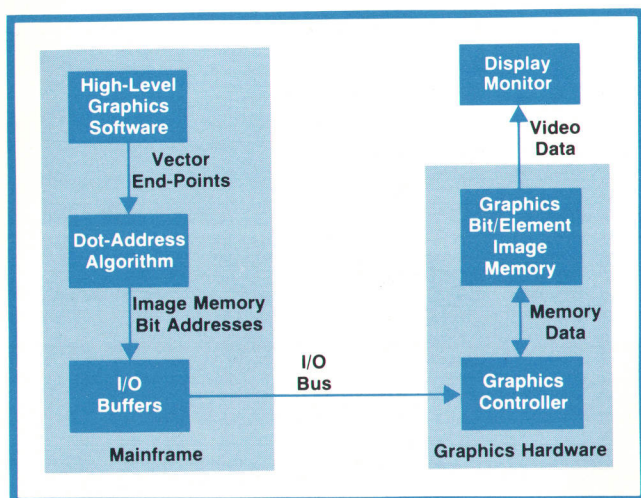 High-Level
Graphics
Software
Vector
End-Points
Dot-Address
Algorithm
Image Memory
Bit Addresses
I/O
Buffers
Mainframe
I/O
Bus
Display
Monitor
Video
Data
Graphics
Bit/Element
Image
Memory
Memory
Data
Graphics
Controller
Graphics Hardware